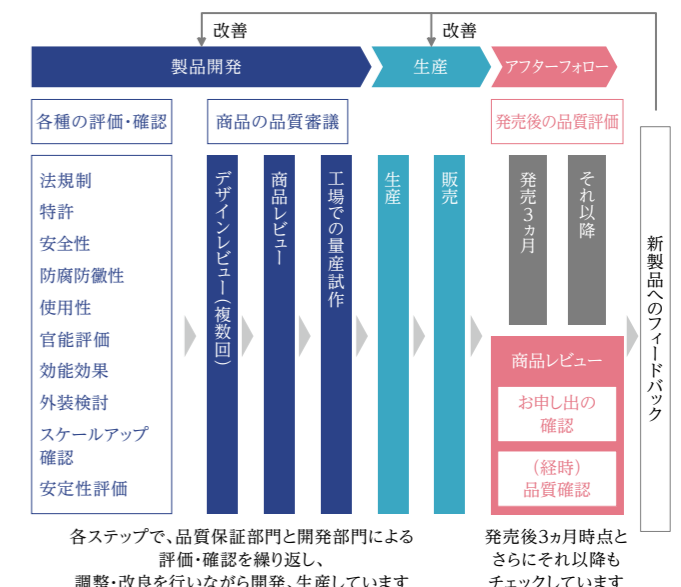 改善
改善
製品開発
生産
アフターフォロー
各種の評価・確認
商品の品質審議
発売後の品質評価
法規制
特許
安全性
防腐防黴性
使用性
官能評価
効能効果
外装検討
スケールアップ
確認
安定性評価
デザインレビュー(複数回)
商品レビュー
工場での量産試作
生産
販売
発売3ヵ月
それ以降
商品レビュー
お申し出の
確認
(経時)
品質確認
新製品へのフィードバック
各ステップで、品質保証部門と開発部門による
評価・確認を繰り返し、
調整・改良を行いながら開発、生産しています
発売後3ヵ月時点と
さらにそれ以降も
チェックしています